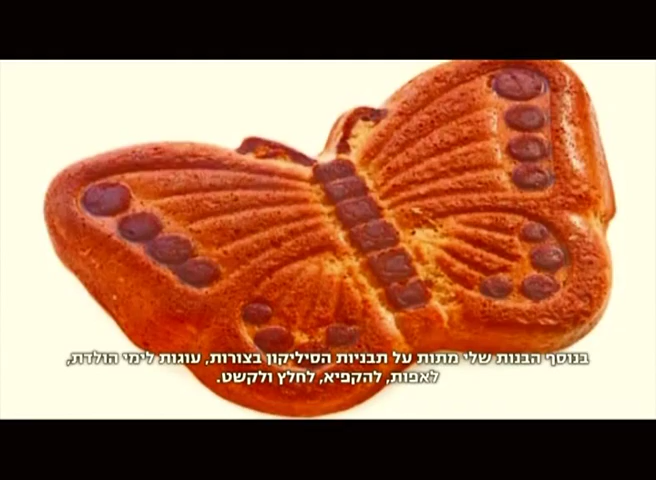 בנוסף הבנות שלי מתות על תבניות הסיליקון בצורות, עוגות לימי הולדת,
לאפות, להקפיא, לחלץ ולקשט.